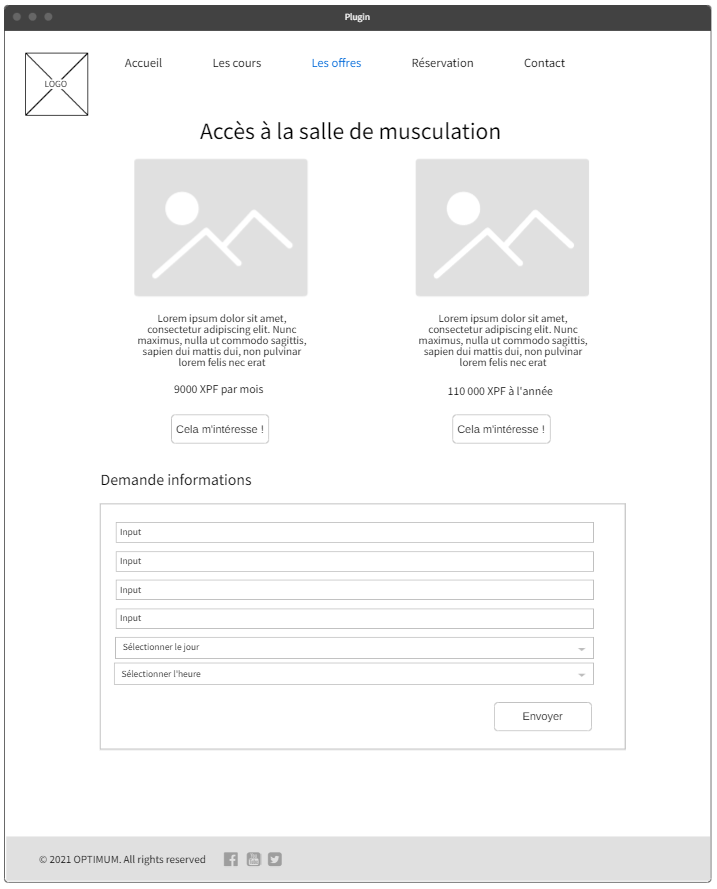 Plugin
LOGO
Accueil
Les cours
Les offres
Réservation
Contact
Accès à la salle de musculation
Lorem ipsum dolor sit amet,
consectetur adipiscing elit. Nunc
maximus, nulla ut commodo sagittis,
sapien dui mattis dui, non pulvinar
lorem felis nec erat
9000 XPF par mois
Cela m'intéresse !
Lorem ipsum dolor sit amet,
consectetur adipiscing elit. Nunc
maximus, nulla ut commodo sagittis,
sapien dui mattis dui, non pulvinar
lorem felis nec erat
110 000 XPF à l'année
Cela m'intéresse !
Demande informations
Input
Input
Input
Input
Sélectionner le jour
Sélectionner l'heure
Envoyer
© 2021 OPTIMUM. All rights reserved